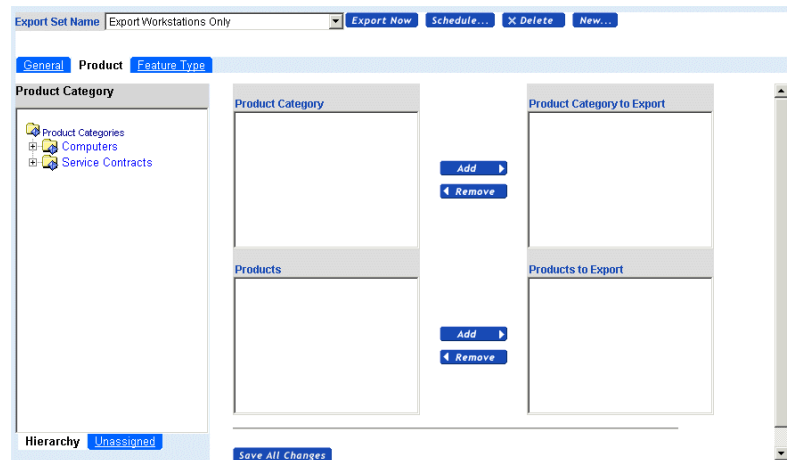 Export Set Name Export Workstations Only Export Now Schedule... X Delete New...
General Product Feature Type
Product Category
Product Categories
Computers
Service Contracts
Hierarchy Unassigned
Product Category
Add
Remove
Product Category to Export
Products
Add
Remove
Products to Export
Save All Changes